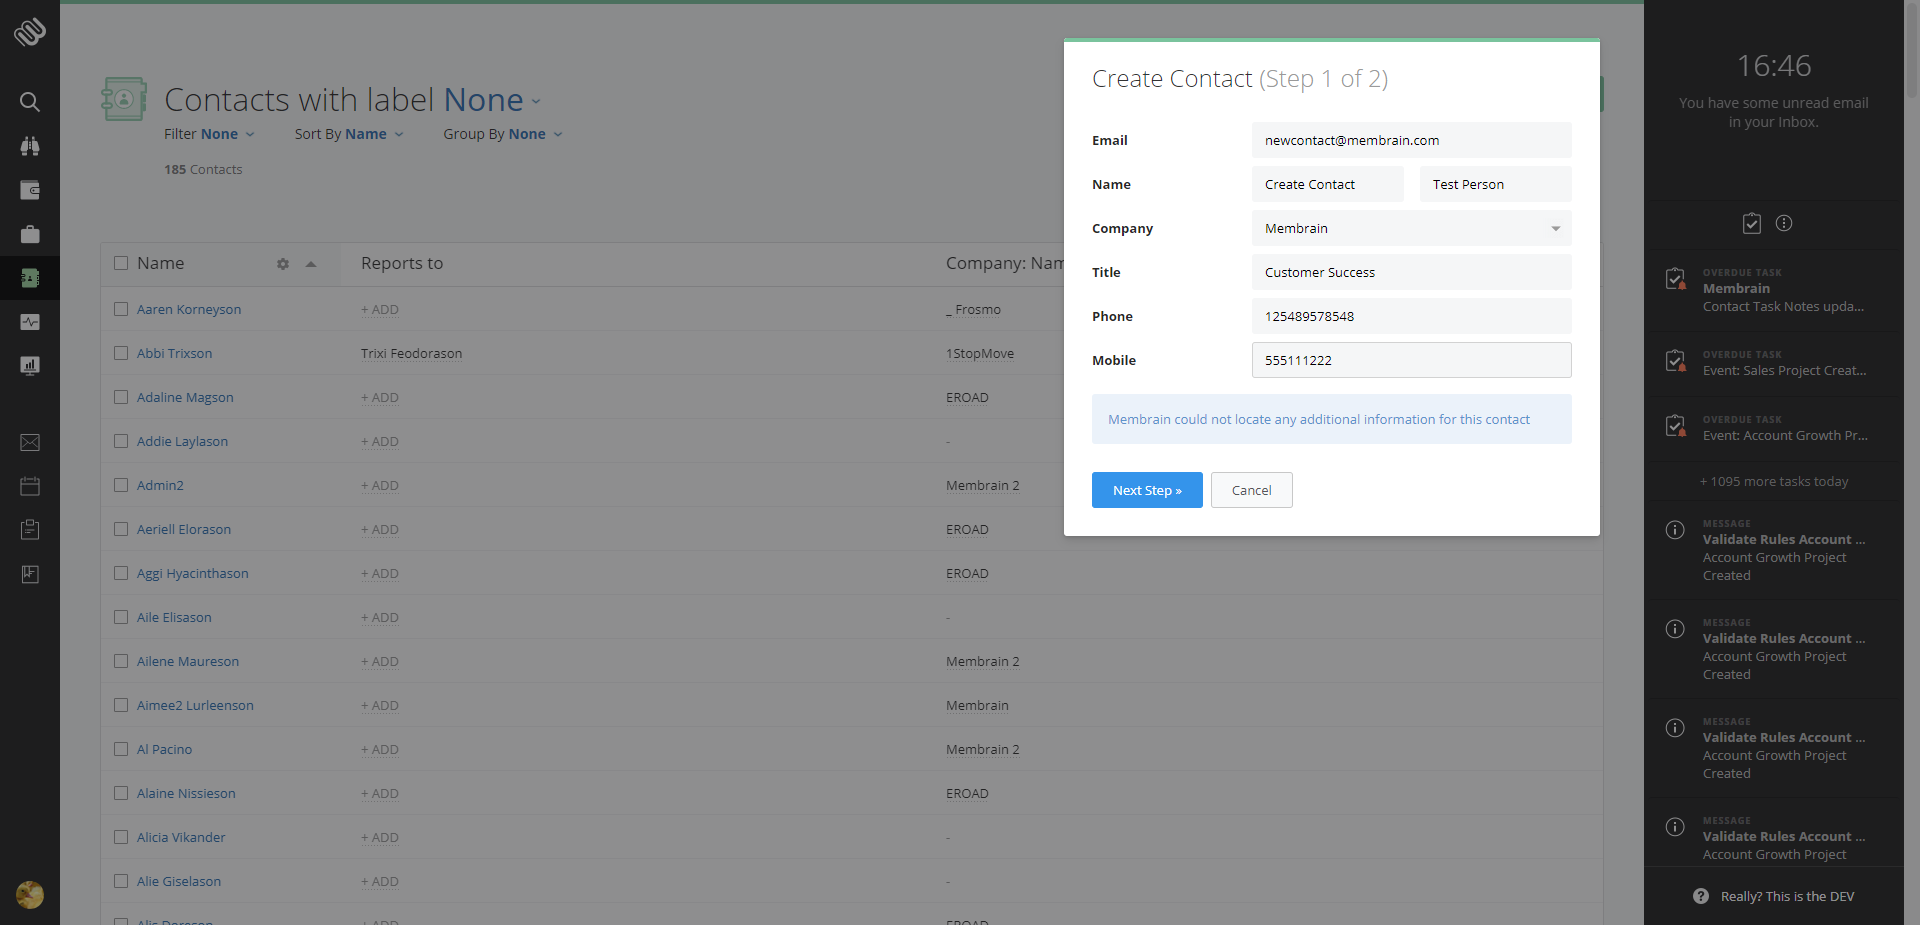 Contacts with label None
Filter None Sort By Name Group By None
185 Contacts
Name Reports to Company: Nam
Aaren Korneyson + ADD _ Frosmo
Abbi Trixson Trixi Feodorason 1StopMove
Adaline Magson + ADD EROAD
Addie Laylason + ADD -
Admin2 + ADD Membrain 2
Aeriell Elorason + ADD EROAD
Aggi Hyacinthason + ADD EROAD
Aile Elisason + ADD -
Ailene Maureson + ADD Membrain 2
Aimee2 Lurleenson + ADD Membrain
Al Pacino + ADD Membrain 2
Alaine Nissieson + ADD EROAD
Alicia Vikander + ADD -
Alie Giselason + ADD -
Create Contact (Step 1 of 2)
Email newcontact@membrain.com
Name Create Contact Test Person
Company Membrain
Title Customer Success
Phone 125489578548
Mobile 555111222
Membrain could not locate any additional information for this contact
Next Step » Cancel
16:46
You have some unread email
in your Inbox.
OVERDUE TASK
Membrain
Contact Task Notes upda...
OVERDUE TASK
Event: Sales Project Creat...
OVERDUE TASK
Event: Account Growth Pr...
+ 1095 more tasks today
MESSAGE
Validate Rules Account ...
Account Growth Project
Created
MESSAGE
Validate Rules Account ...
Account Growth Project
Created
MESSAGE
Validate Rules Account ...
Account Growth Project
Created
MESSAGE
Validate Rules Account ...
Account Growth Project
Really? This is the DEV